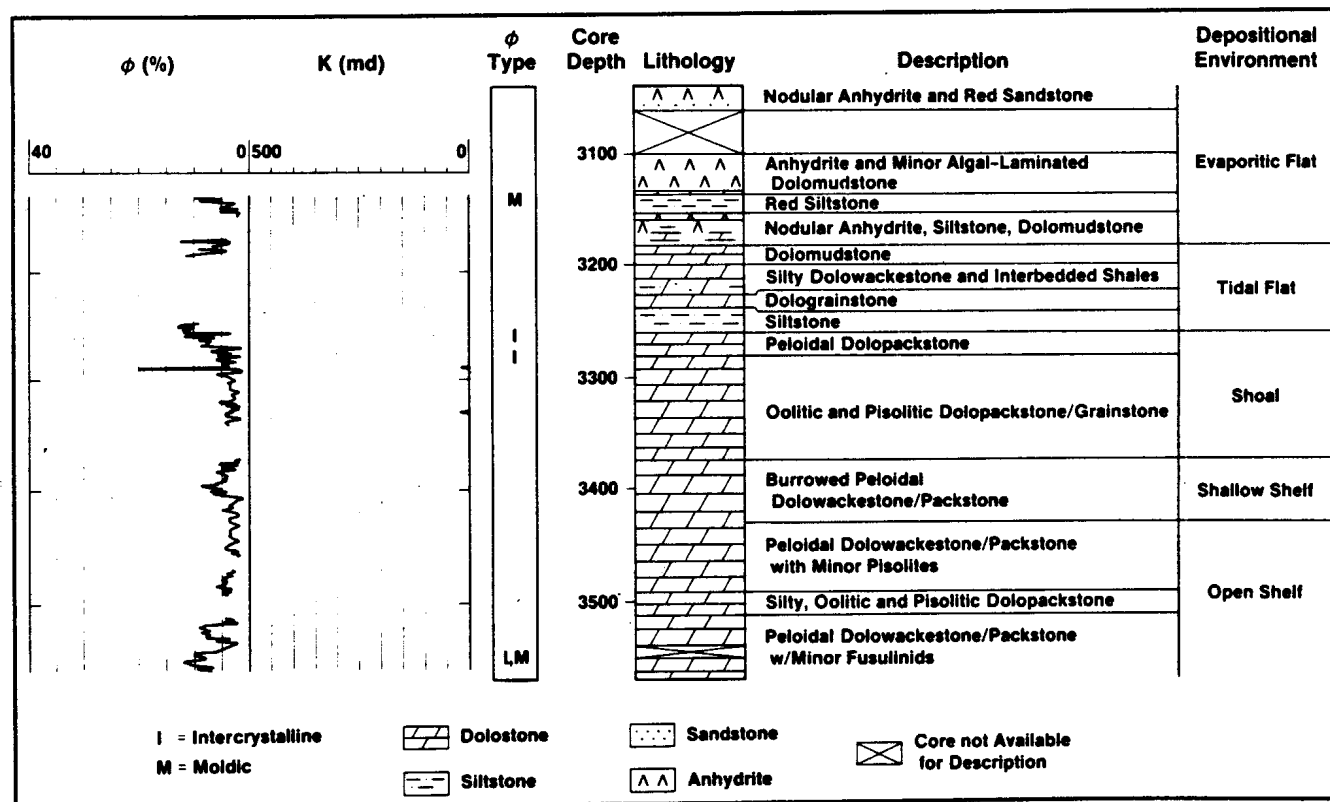 ϕ (%)
K (md)
ϕ
Type
Core
Depth
Lithology
Description
Depositional
Environment
40
0
500
0
M
I
I
I,M
3100
3200
3300
3400
3500
Nodular Anhydrite and Red Sandstone
Anhydrite and Minor Algal-Laminated
Dolomudstone
Red Siltstone
Nodular Anhydrite, Siltstone, Dolomudstone
Dolomudstone
Silty Dolowackestone and Interbedded Shales
Dolograinstone
Siltstone
Peloidal Dolopackstone
Oolitic and Pisolitic Dolopackstone/Grainstone
Burrowed Peloidal
Dolowackestone/Packstone
Peloidal Dolowackestone/Packstone
with Minor Pisolites
Silty, Oolitic and Pisolitic Dolopackstone
Peloidal Dolowackestone/Packstone
w/Minor Fusulinids
Evaporitic Flat
Tidal Flat
Shoal
Shallow Shelf
Open Shelf
I = Intercrystalline
M = Moldic
Dolostone
Siltstone
Sandstone
Anhydrite
Core not Available
for Description